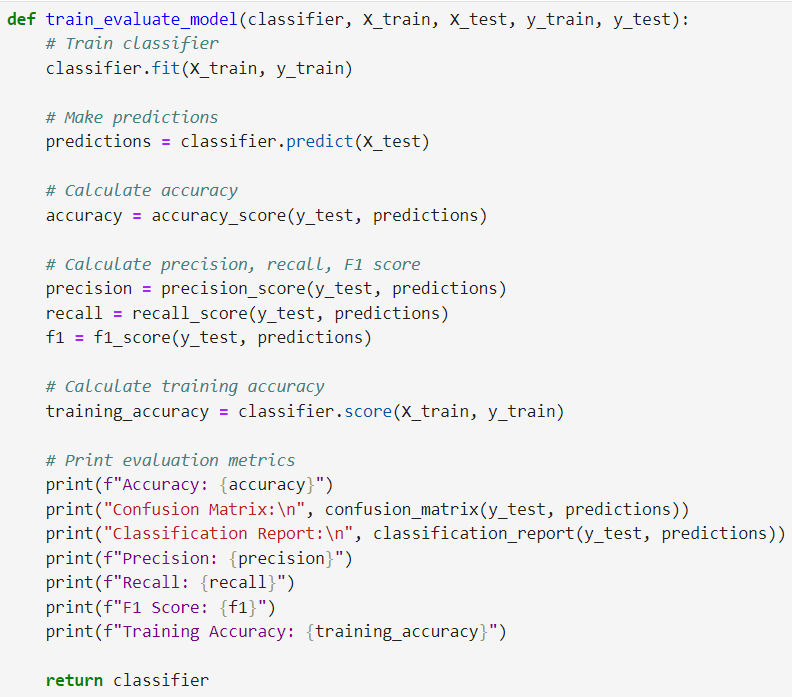 def train_evaluate_model(classifier, X_train, X_test, y_train, y_test):
    # Train classifier
    classifier.fit(X_train, y_train)

    # Make predictions
    predictions = classifier.predict(X_test)

    # Calculate accuracy
    accuracy = accuracy_score(y_test, predictions)

    # Calculate precision, recall, F1 score
    precision = precision_score(y_test, predictions)
    recall = recall_score(y_test, predictions)
    f1 = f1_score(y_test, predictions)

    # Calculate training accuracy
    training_accuracy = classifier.score(X_train, y_train)

    # Print evaluation metrics
    print(f"Accuracy: {accuracy}")
    print("Confusion Matrix:\n", confusion_matrix(y_test, predictions))
    print("Classification Report:\n", classification_report(y_test, predictions))
    print(f"Precision: {precision}")
    print(f"Recall: {recall}")
    print(f"F1 Score: {f1}")
    print(f"Training Accuracy: {training_accuracy}")

    return classifier